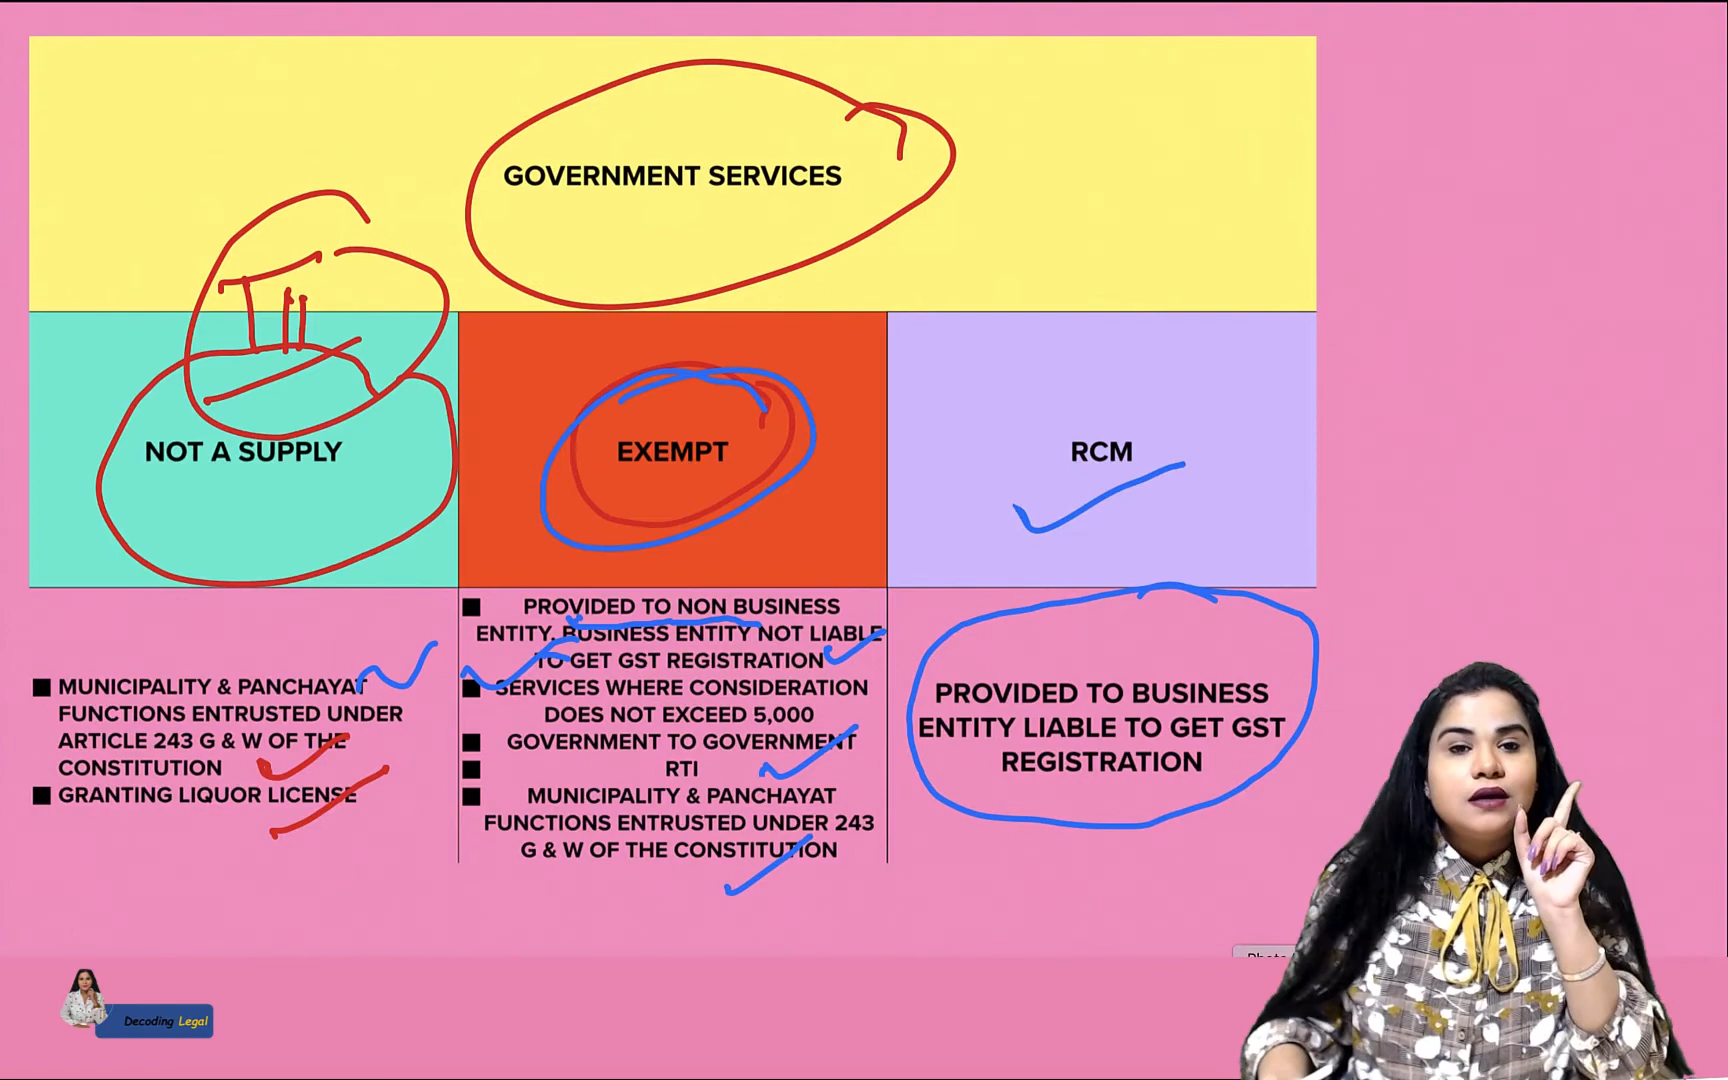 GOVERNMENT SERVICES
III
NOT A SUPPLY
EXEMPT
RCM
■ MUNICIPALITY & PANCHAYAT
FUNCTIONS ENTRUSTED UNDER
ARTICLE 243 G & W OF THE
CONSTITUTION
■ GRANTING LIQUOR LICENSE
■ PROVIDED TO NON BUSINESS
ENTITY. BUSINESS ENTITY NOT LIABLE
TO GET GST REGISTRATION
■ SERVICES WHERE CONSIDERATION
DOES NOT EXCEED 5,000
■ GOVERNMENT TO GOVERNMENT
■ RTI
■ MUNICIPALITY & PANCHAYAT
FUNCTIONS ENTRUSTED UNDER 243
G & W OF THE CONSTITUTION
PROVIDED TO BUSINESS
ENTITY LIABLE TO GET GST
REGISTRATION
Decoding Legal